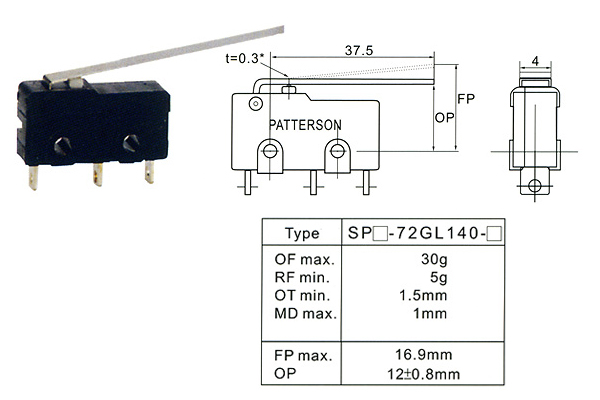 37.5
t=0.3*
4
FP
OP
PATTERSON
Type SP□-72GL140-□
OF max. 30g
RF min. 5g
OT min. 1.5mm
MD max. 1mm
FP max. 16.9mm
OP 12±0.8mm